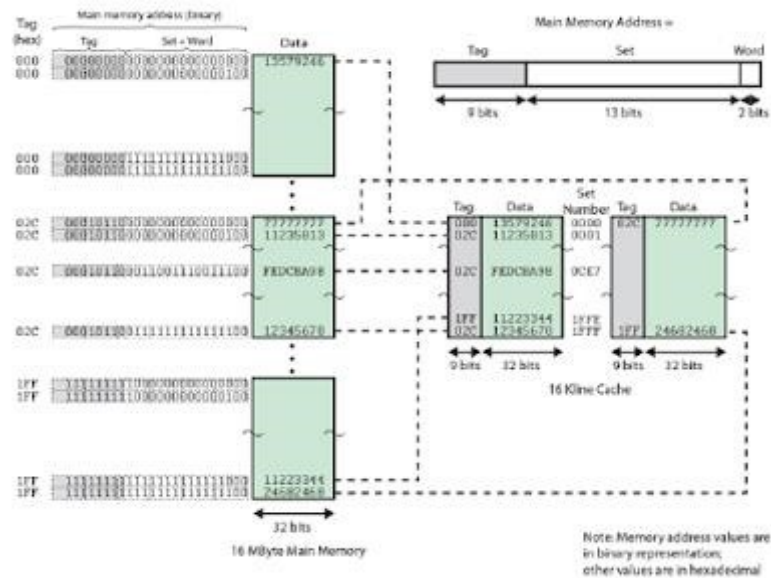 Main memory address (binary)
Tag
(hex)
Tag
Set + Word
Data
000
13579246
000
000
000
02C
77777777
02C
11235813
02C
FEDCBA98
02C
12345678
1FF
1FF
1FF
11223344
1FF
24682468
32 bits
16 MByte Main Memory
Main Memory Address =
Tag
Set
Word
9 bits
13 bits
2 bits
Tag
Data
Set
Number
Tag
Data
000
13579246
0000
02C
77777777
02C
11235813
0001
02C
FEDCBA98
0CE7
1FF
11223344
1FFE
02C
12345678
1FFF
1FF
24682468
9 bits
32 bits
9 bits
32 bits
16 Kline Cache
Note: Memory address values are
in binary representation;
other values are in hexadecimal